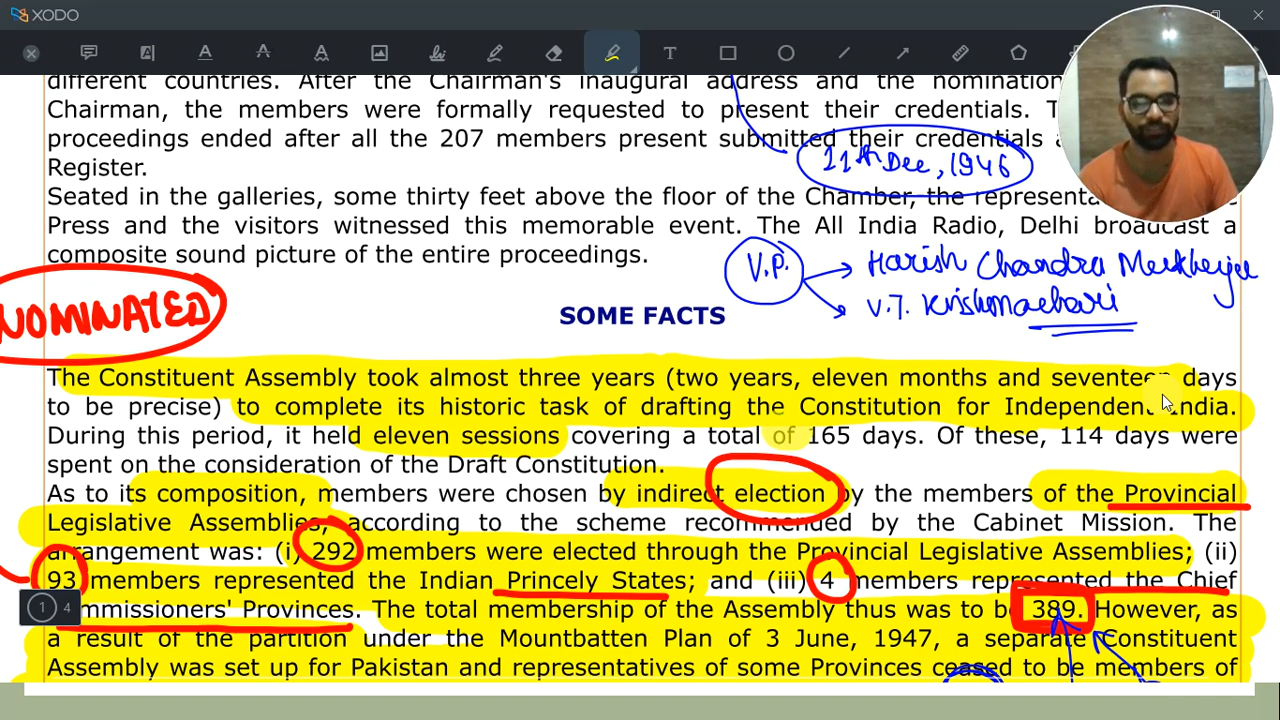 XODO
T
different countries. After the Chairman's inaugural address and the nomination
Chairman, the members were formally requested to present their credentials.
proceedings ended after all the 207 members present submitted their credentials
Register.
11th Dec, 1946
Seated in the galleries, some thirty feet above the floor of the Chamber, the
Press and the visitors witnessed this memorable event. The All India Radio, Delhi broadcast a
composite sound picture of the entire proceedings.
V.P.
Harish Chandra Mukherjee
V.T. Krishnachari
NOMINATED
SOME FACTS
The Constituent Assembly took almost three years (two years, eleven months and seventeen days
to be precise) to complete its historic task of drafting the Constitution for Independent India.
During this period, it held eleven sessions covering a total of 165 days. Of these, 114 days were
spent on the consideration of the Draft Constitution.
As to its composition, members were chosen by indirect election by the members of the Provincial
Legislative Assemblies, according to the scheme recommended by the Cabinet Mission. The
arrangement was: (i) 292 members were elected through the Provincial Legislative Assemblies; (ii)
93 members represented the Indian Princely States; and (iii) 4 members represented the Chief
mmissioners' Provinces. The total membership of the Assembly thus was to be 389. However, as
1 4
a result of the partition under the Mountbatten Plan of 3 June, 1947, a separate Constituent
Assembly was set up for Pakistan and representatives of some Provinces ceased to be members of